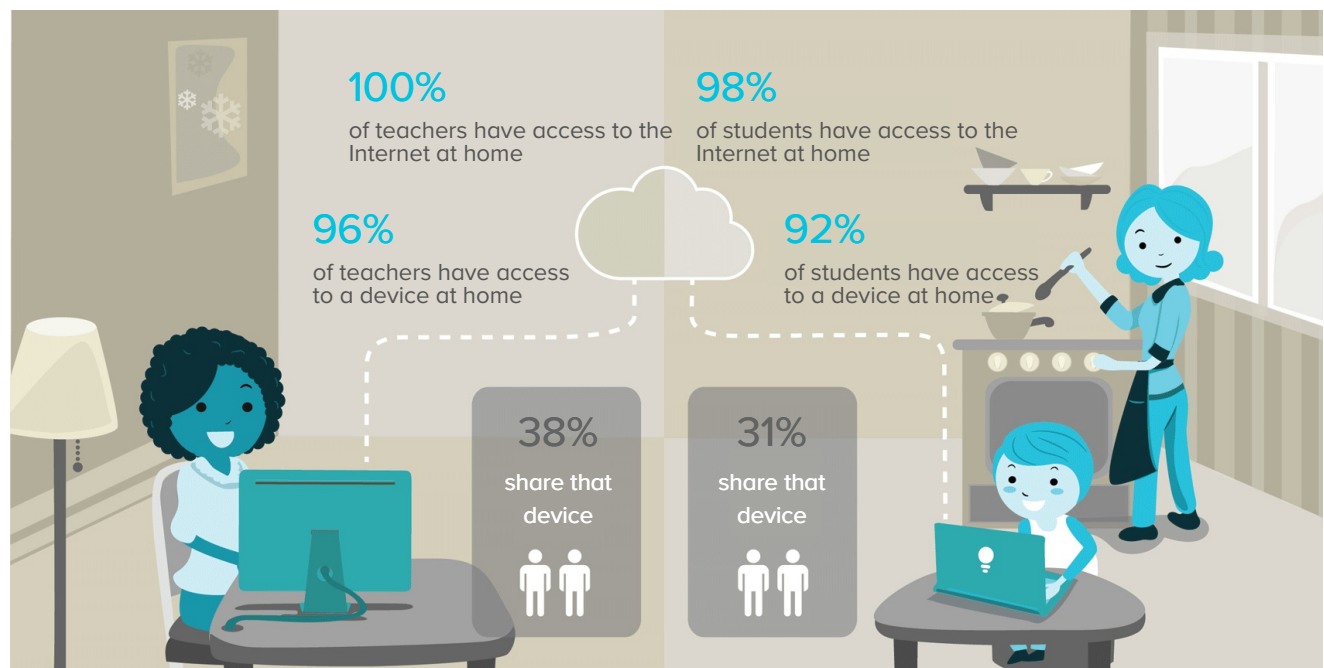 100%
of teachers have access to the
Internet at home
98%
of students have access to the
Internet at home
96%
of teachers have access
to a device at home
92%
of students have access
to a device at home
38%
share that
device
31%
share that
device